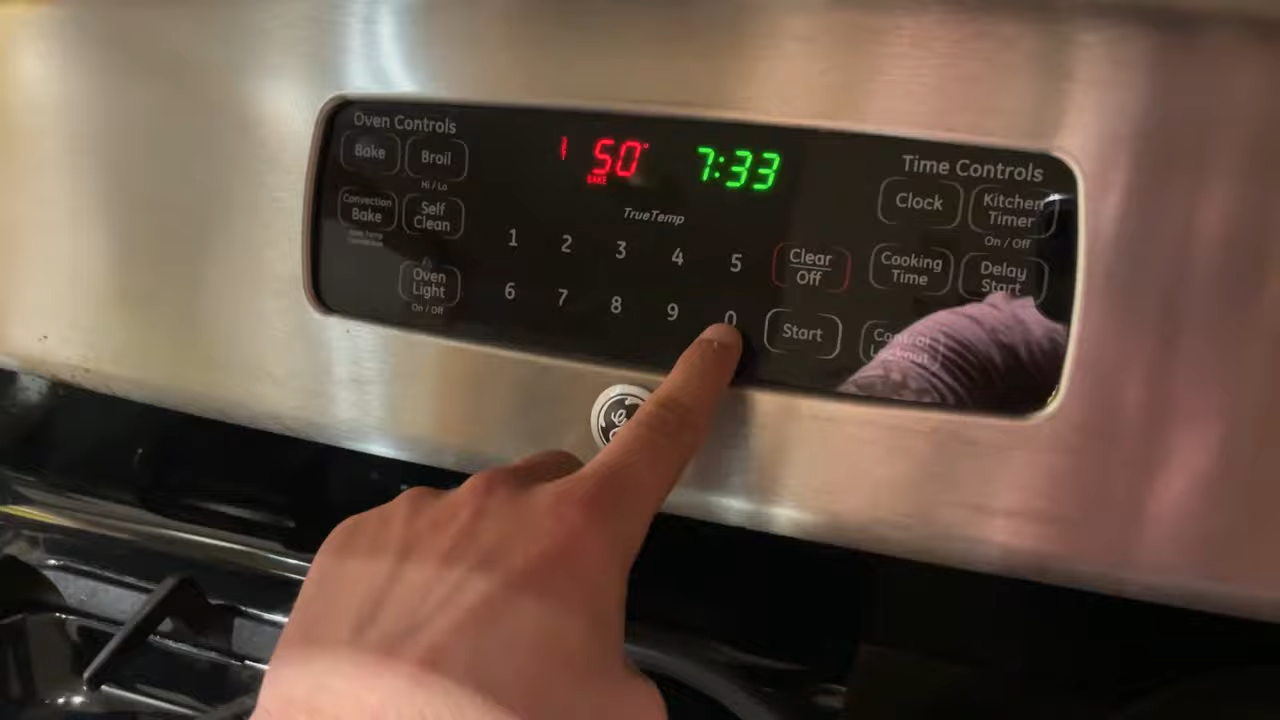 Oven Controls
Bake
Broil
Hi / Lo
Convection
Bake
Self
Clean
Oven
Light
On / Off
150°
BAKE
7:33
TrueTemp
1 2 3 4 5
6 7 8 9 0
Clear
Off
Start
Time Controls
Clock
Kitchen
Timer
On / Off
Cooking
Time
Delay
Start
Control
Lockout